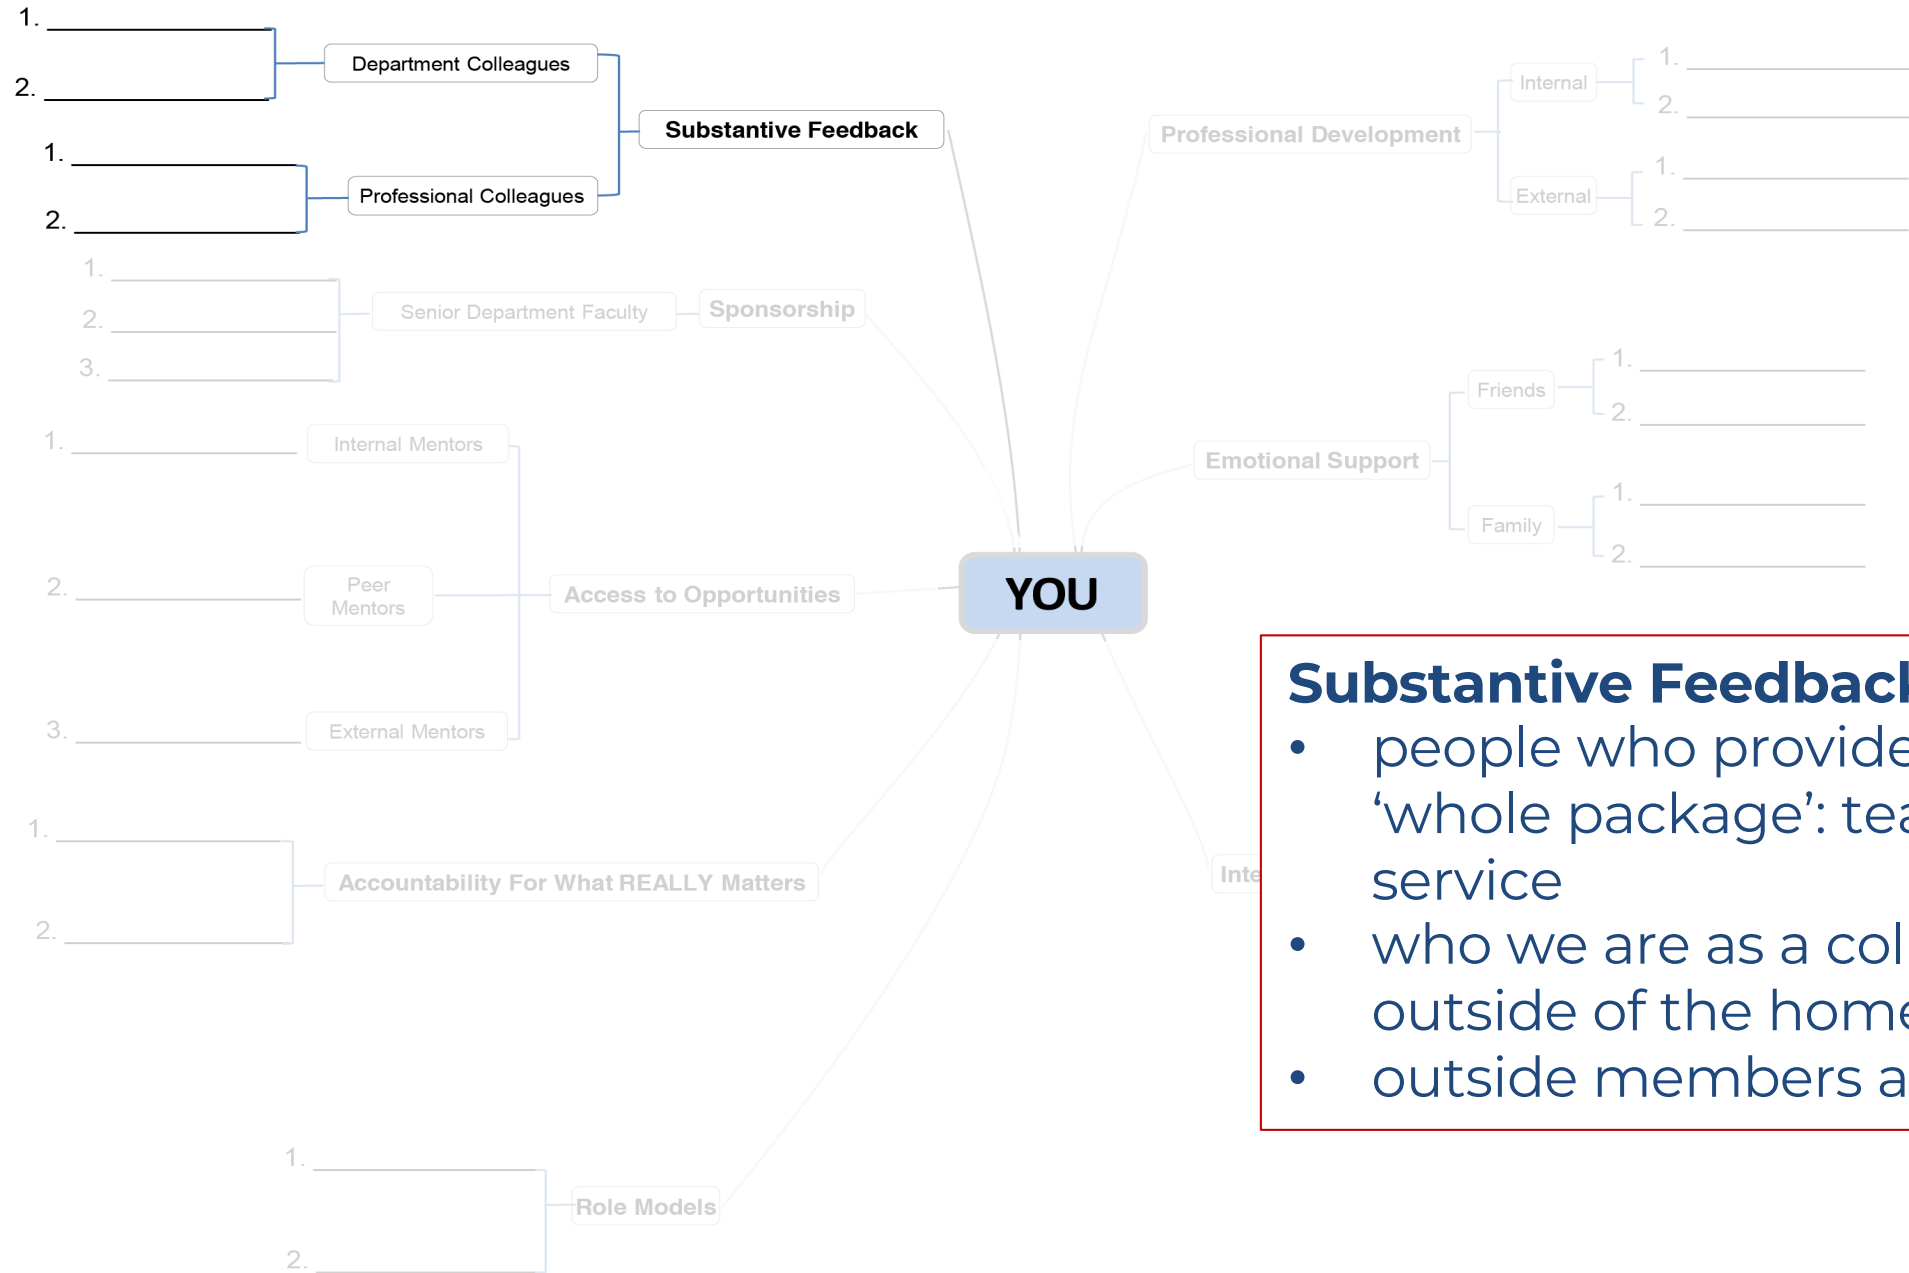 1.
2.
Department Colleagues
Substantive Feedback
1.
2.
Professional Colleagues
1.
2.
3.
Senior Department Faculty
Sponsorship
1.
Internal Mentors
2.
Peer
Mentors
Access to Opportunities
3.
External Mentors
1.
2.
Accountability For What REALLY Matters
1.
2.
Role Models
YOU
Professional Development
Internal
1.
2.
External
1.
2.
Emotional Support
Friends
1.
2.
Family
1.
2.
Substantive Feedback
• people who provide
‘whole package’:
service
• who we are as a
outside of the home
• outside members